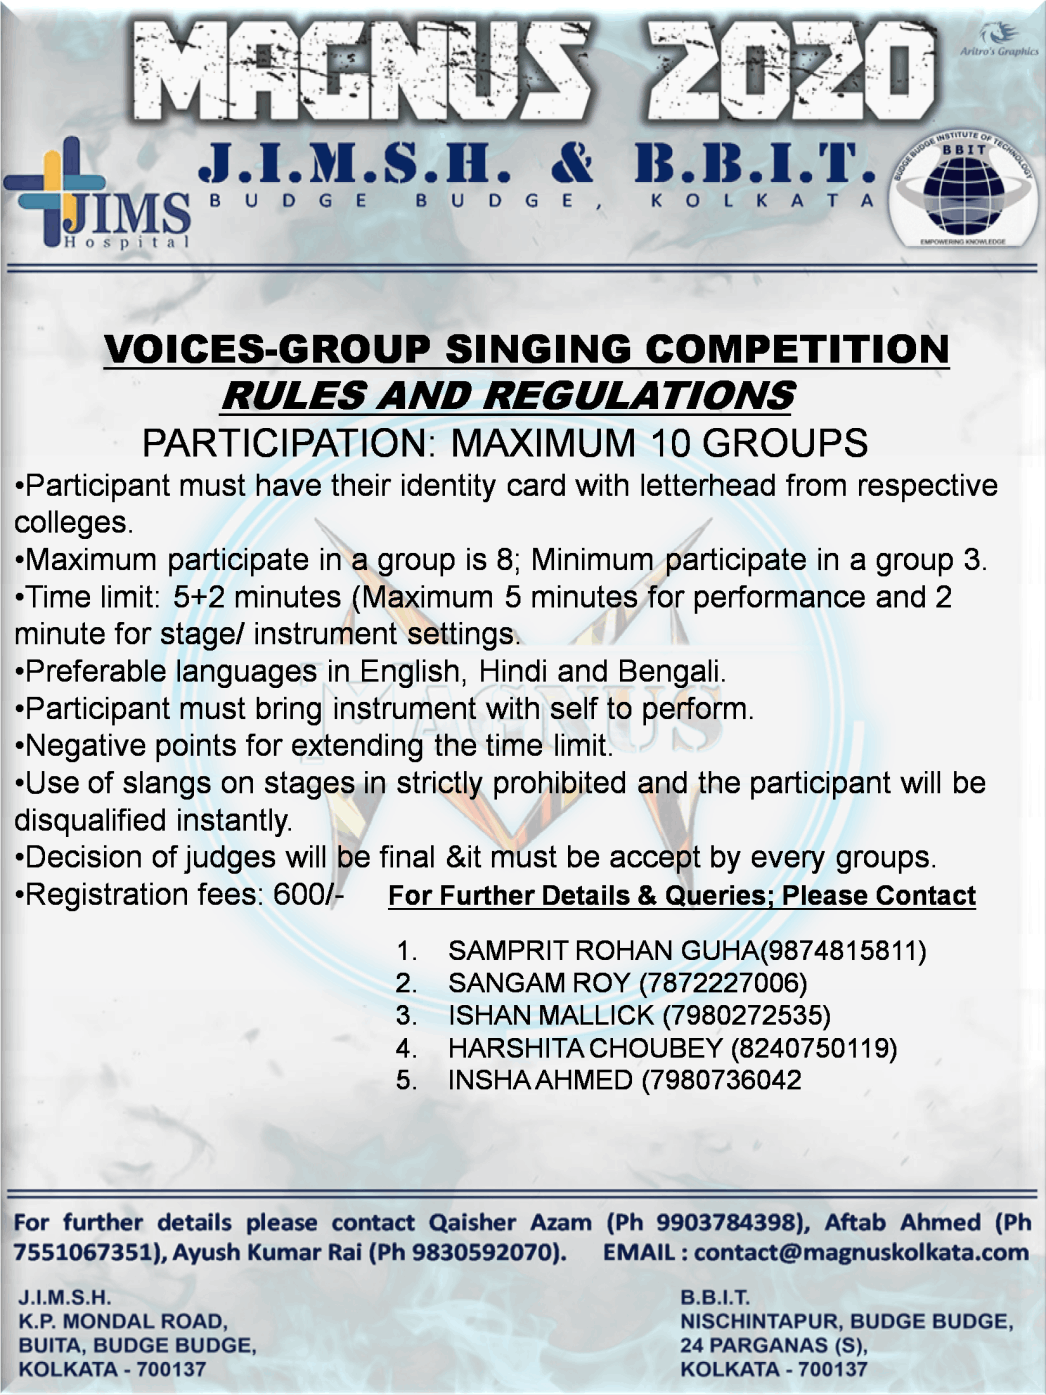 MAGNUS 2020
Aritro's Graphics
J.I.M.S.H. & B.B.I.T.
BUDGE BUDGE, KOLKATA
JIMS
Hospital
BUDGE BUDGE INSTITUTE OF TECHNOLOGY
BBIT
EMPOWERING KNOWLEDGE
VOICES-GROUP SINGING COMPETITION
RULES AND REGULATIONS
PARTICIPATION: MAXIMUM 10 GROUPS
•Participant must have their identity card with letterhead from respective
colleges.
•Maximum participate in a group is 8; Minimum participate in a group 3.
•Time limit: 5+2 minutes (Maximum 5 minutes for performance and 2
minute for stage/ instrument settings.
•Preferable languages in English, Hindi and Bengali.
•Participant must bring instrument with self to perform.
•Negative points for extending the time limit.
•Use of slangs on stages in strictly prohibited and the participant will be
disqualified instantly.
•Decision of judges will be final &it must be accept by every groups.
•Registration fees: 600/- For Further Details & Queries; Please Contact
1. SAMPRIT ROHAN GUHA(9874815811)
2. SANGAM ROY (7872227006)
3. ISHAN MALLICK (7980272535)
4. HARSHITA CHOUBEY (8240750119)
5. INSHA AHMED (7980736042
MAGNUS
For further details please contact Qaisher Azam (Ph 9903784398), Aftab Ahmed (Ph
7551067351), Ayush Kumar Rai (Ph 9830592070). EMAIL : contact@magnuskolkata.com
J.I.M.S.H.
K.P. MONDAL ROAD,
BUITA, BUDGE BUDGE,
KOLKATA - 700137
B.B.I.T.
NISCHINTAPUR, BUDGE BUDGE,
24 PARGANAS (S),
KOLKATA - 700137